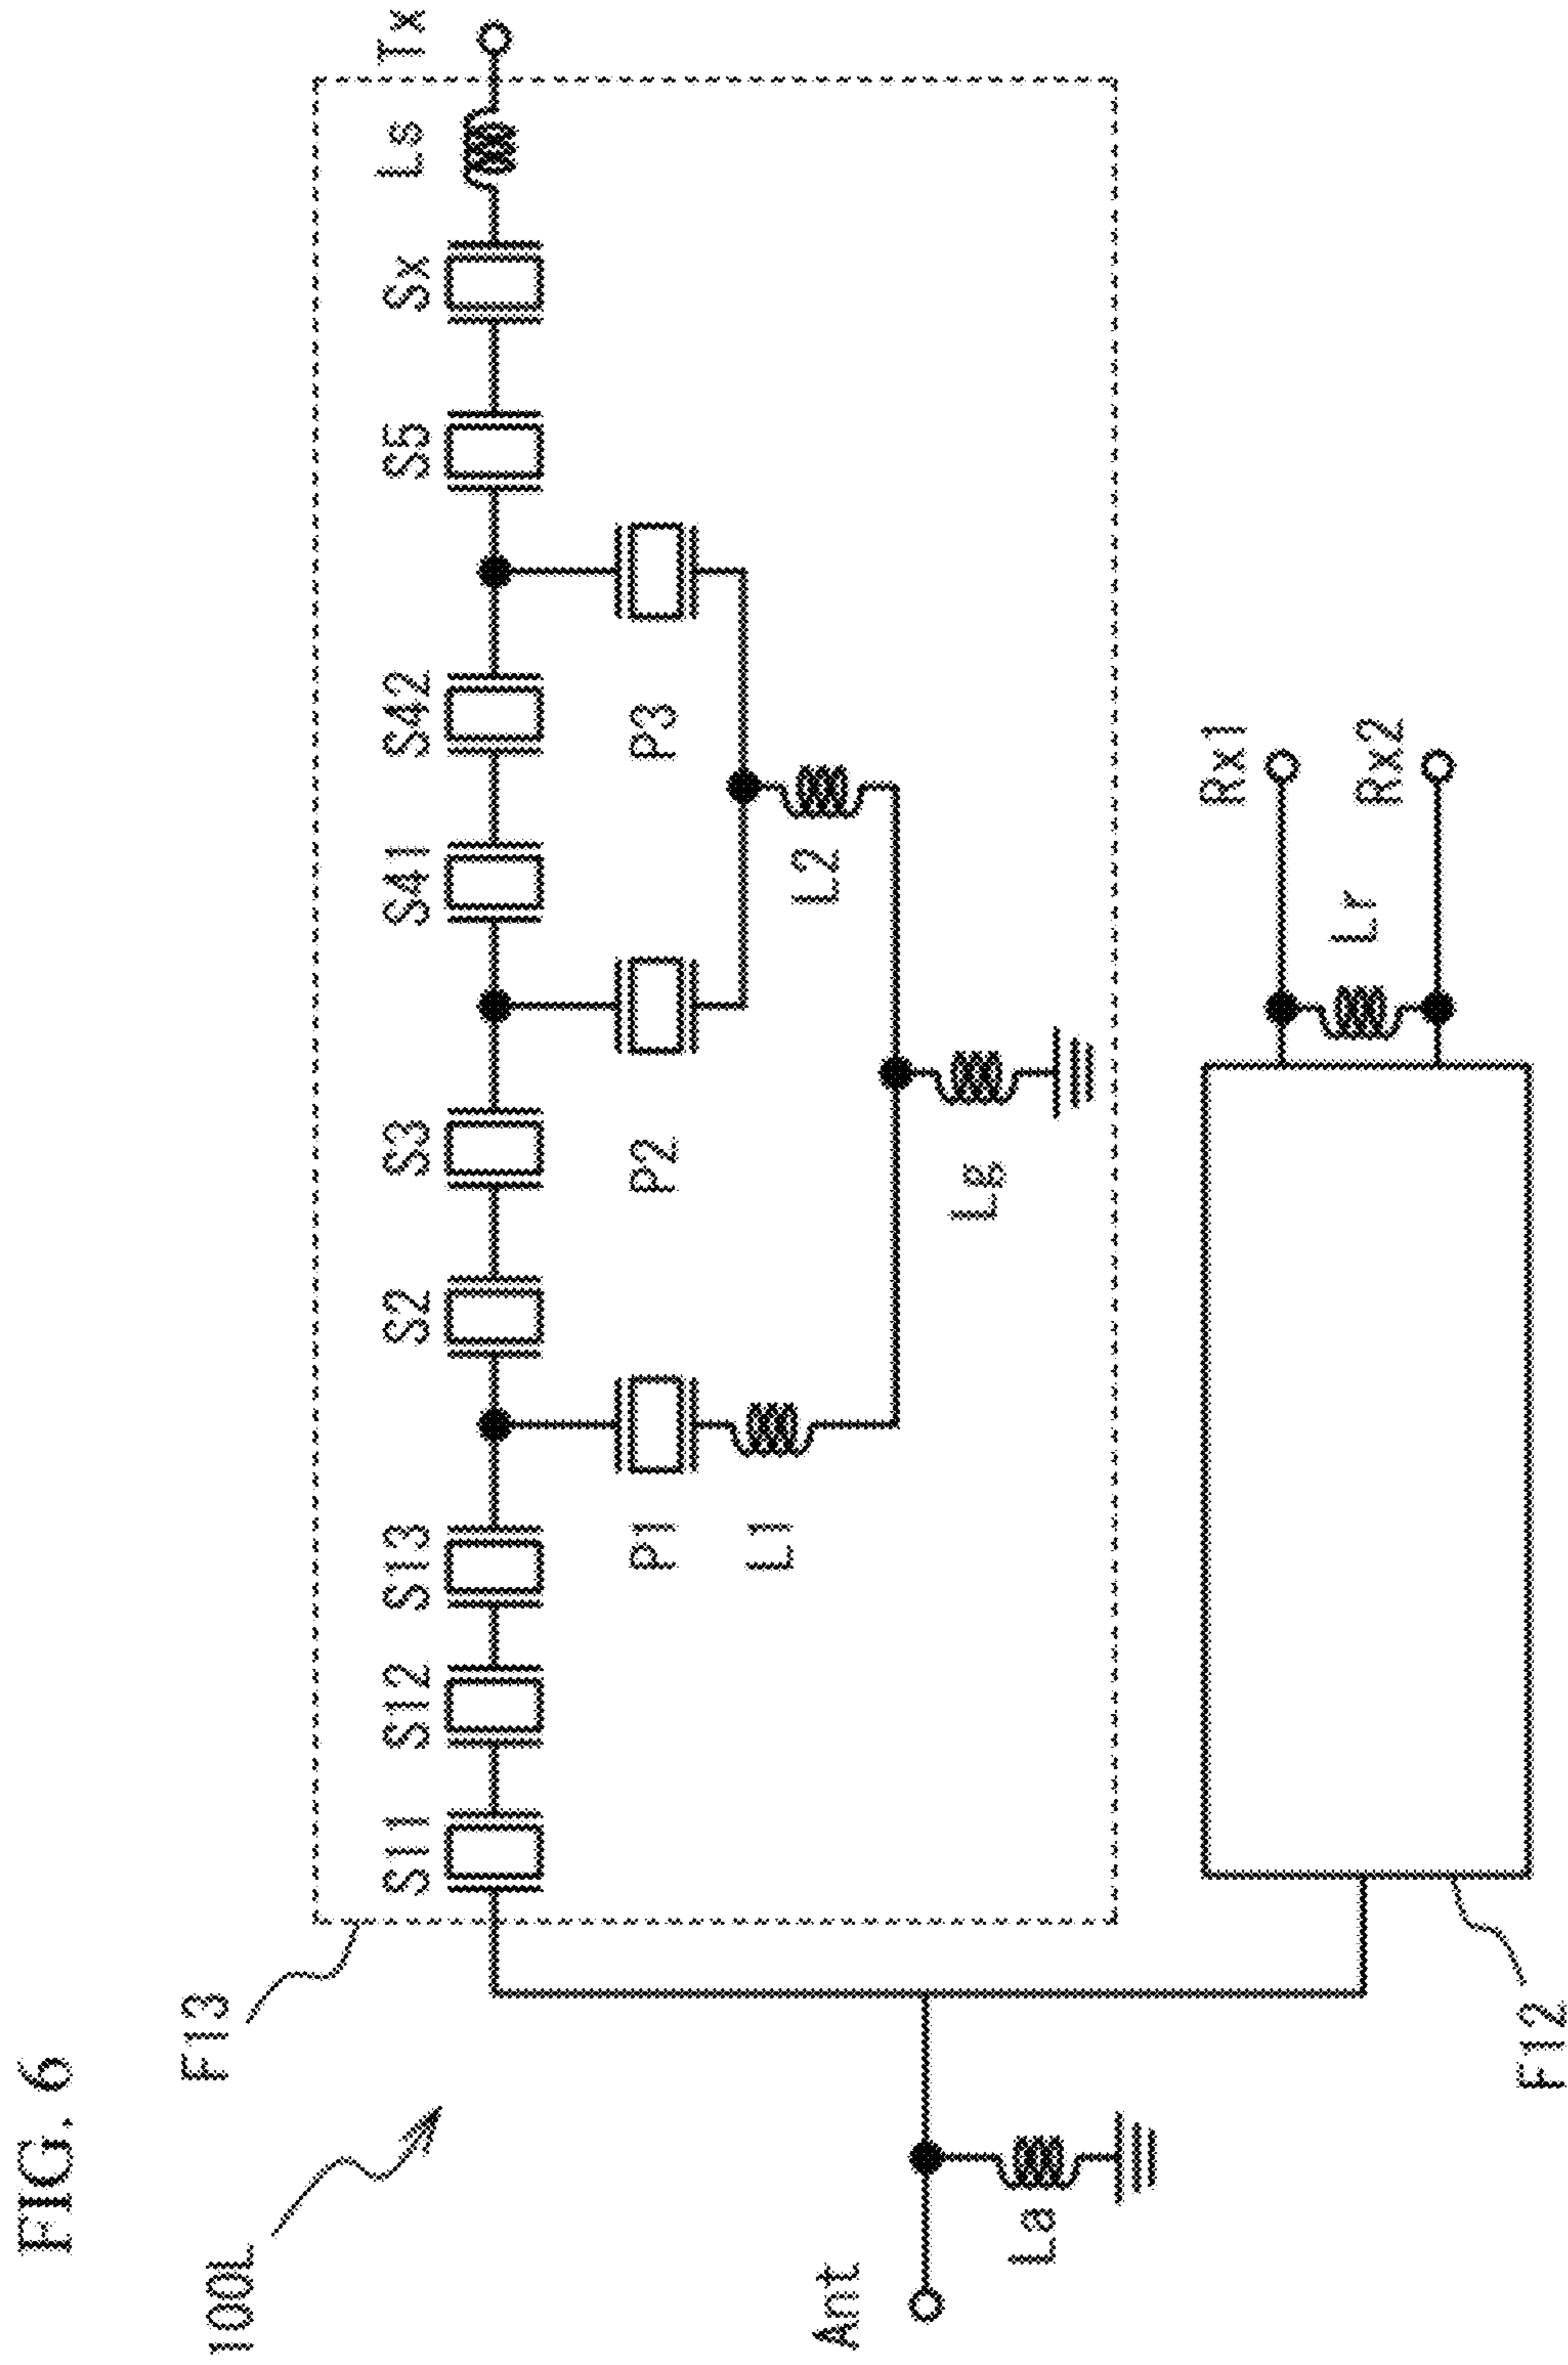 FIG. 6
100L
F13
S11
S12
S13
S2
S3
S41
S42
S5
Sx
Ls
Tx
P1
P2
P3
L1
L2
Lg
Ant
La
Rx1
Lr
Rx2
F12